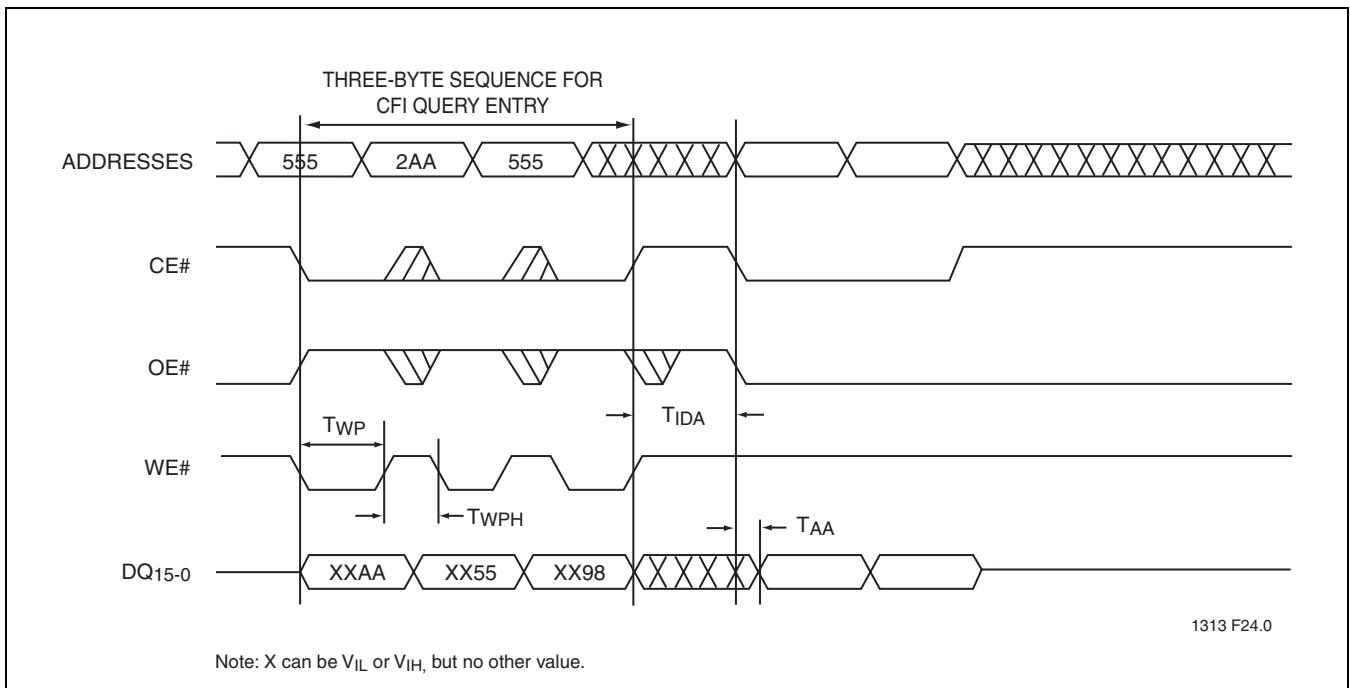 THREE-BYTE SEQUENCE FOR
CFI QUERY ENTRY
ADDRESSES 555 2AA 555
CE#
OE#
TIDA
TWP
WE#
TWPH
TAA
DQ15-0 XXAA XX55 XX98
1313 F24.0
Note: X can be VIL or VIH, but no other value.